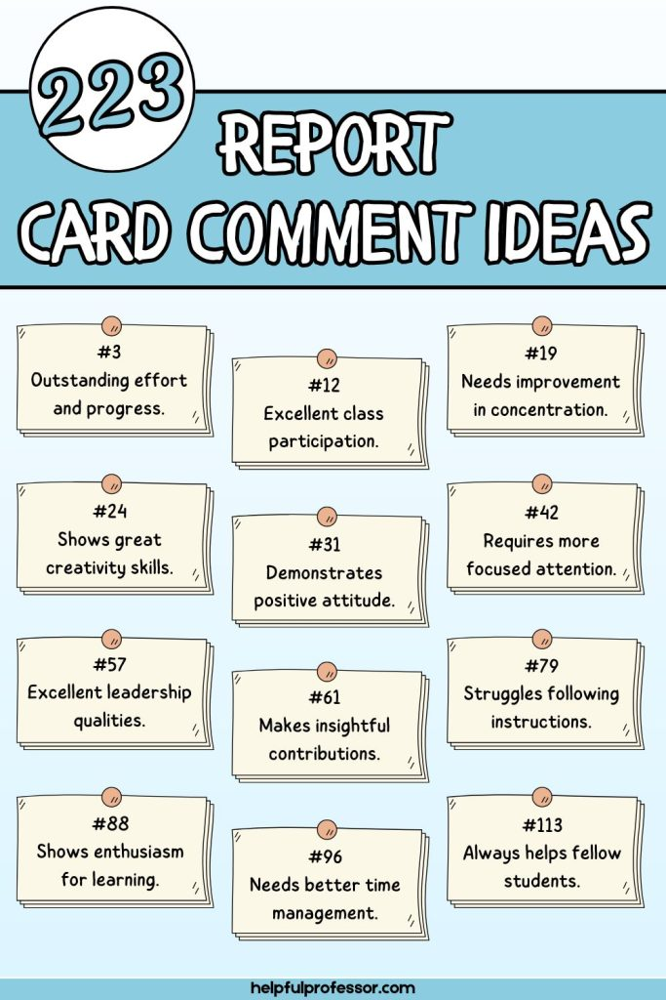 223
REPORT
CARD COMMENT IDEAS
#3
Outstanding effort
and progress.
#12
Excellent class
participation.
#19
Needs improvement
in concentration.
#24
Shows great
creativity skills.
#31
Demonstrates
positive attitude.
#42
Requires more
focused attention.
#57
Excellent leadership
qualities.
#61
Makes insightful
contributions.
#79
Struggles following
instructions.
#88
Shows enthusiasm
for learning.
#96
Needs better time
management.
#113
Always helps fellow
students.
helpfulprofessor.com